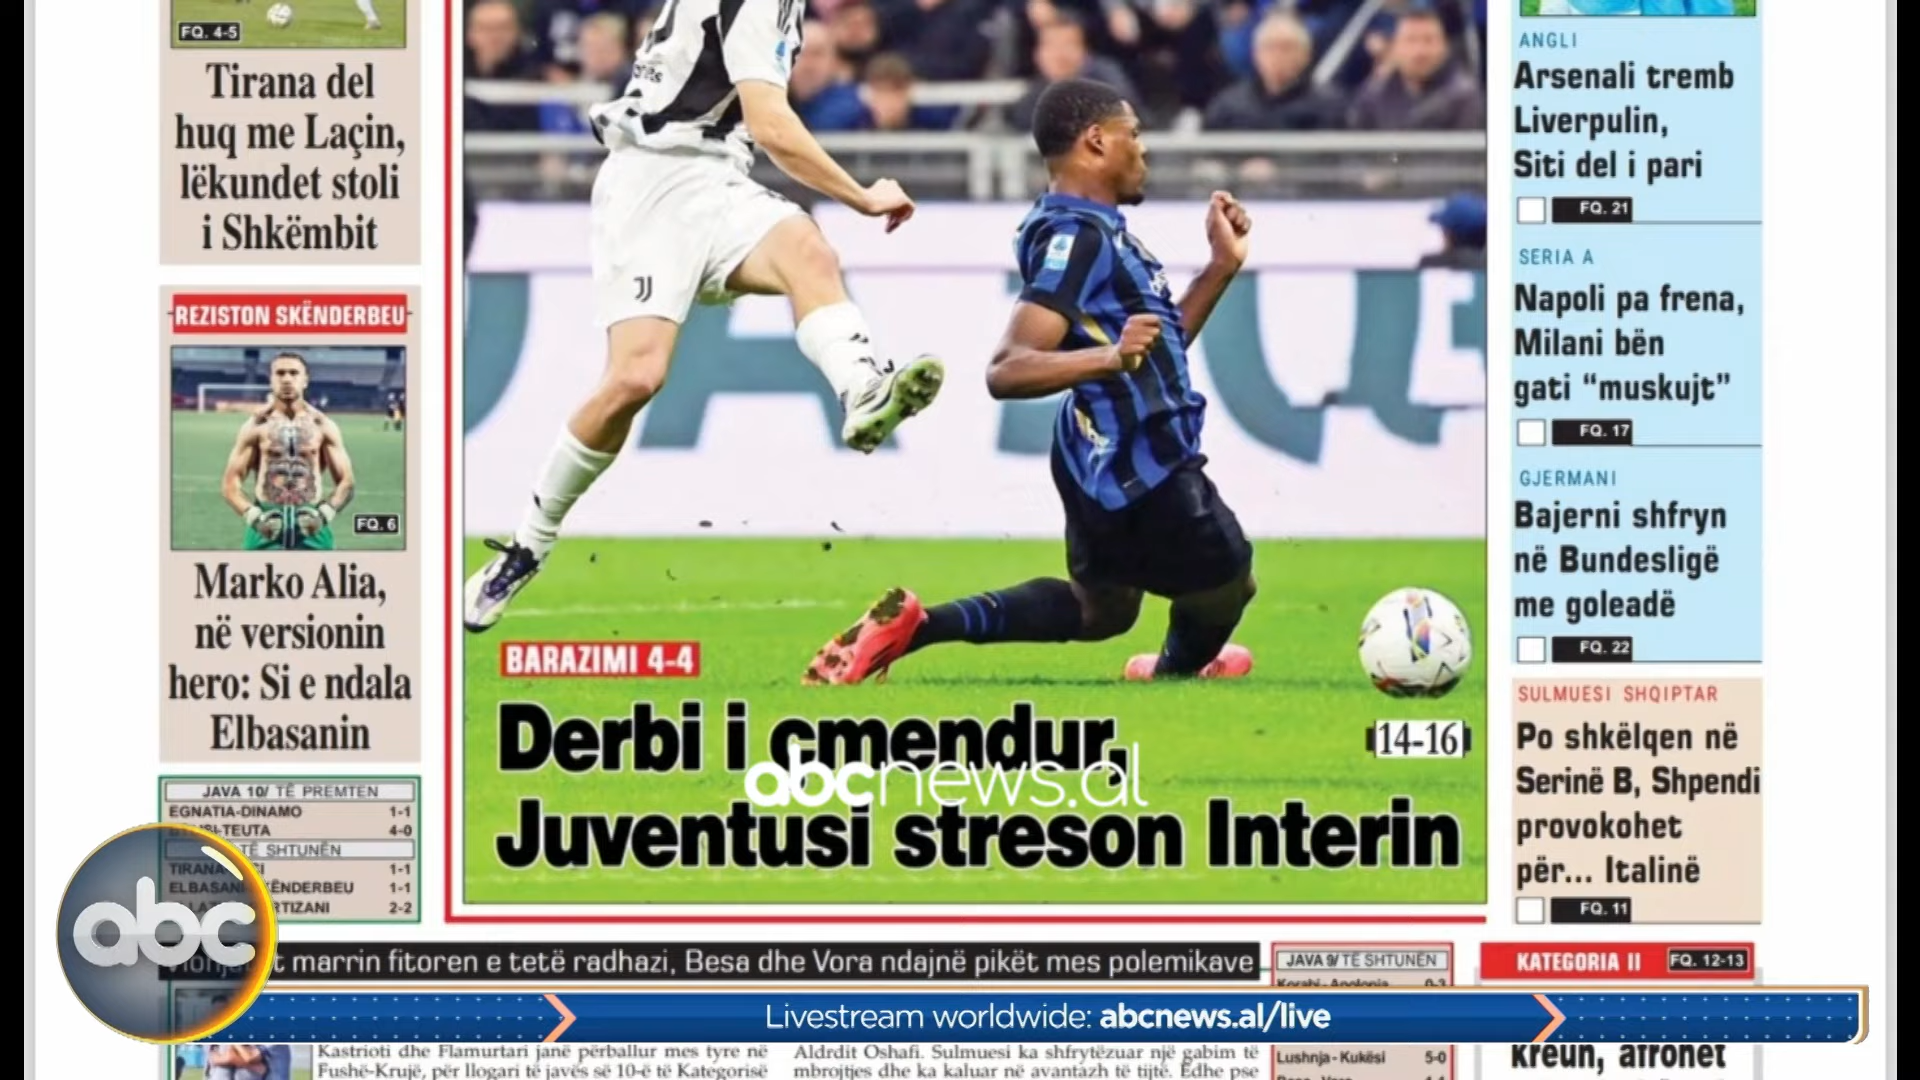 FQ. 4-5
Tirana del
huq me Laçin,
lëkundet stoli
i Shkëmbit
REZISTON SKËNDERBEU
FQ. 6
Marko Alia,
në versionin
hero: Si e ndala
Elbasanin
JAVA 10/ TË PREMTEN
EGNATIA-DINAMO 1-1
TEUTA 4-0
TË SHTUNËN
TIRANA 1-1
ELBASANI-SKËNDERBEU 1-1
2-2
BARAZIMI 4-4
Derbi i çmendur,
14-16
Juventusi streson Interin
abcnews.al
ANGLI
Arsenali tremb
Liverpulin,
Siti del i pari
FQ. 21
SERIA A
Napoli pa frena,
Milani bën
gati “muskujt”
FQ. 17
GJERMANI
Bajerni shfryn
në Bundesligë
me goleadë
FQ. 22
SULMUESI SHQIPTAR
Po shkëlqen në
Serinë B, Shpendi
provokohet
për... Italinë
FQ. 11
abc
marrin fitoren e tetë radhazi, Besa dhe Vora ndajnë pikët mes polemikave
JAVA 9/ TË SHTUNËN
Korabi - Apolonia 0-3
KATEGORIA II FQ. 12-13
Livestream worldwide: abcnews.al/live
Kastrioti dhe Flamurtari janë përballur mes tyre në
Fushë-Krujë, për llogari të javës së 10-ë të Kategorisë
Aldrdit Oshafi. Sulmuesi ka shfrytëzuar një gabim të
mbrojtjes dhe ka kaluar në avantazh të tijtë. Edhe pse
Lushnja - Kukësi 5-0
kreun, afrohet